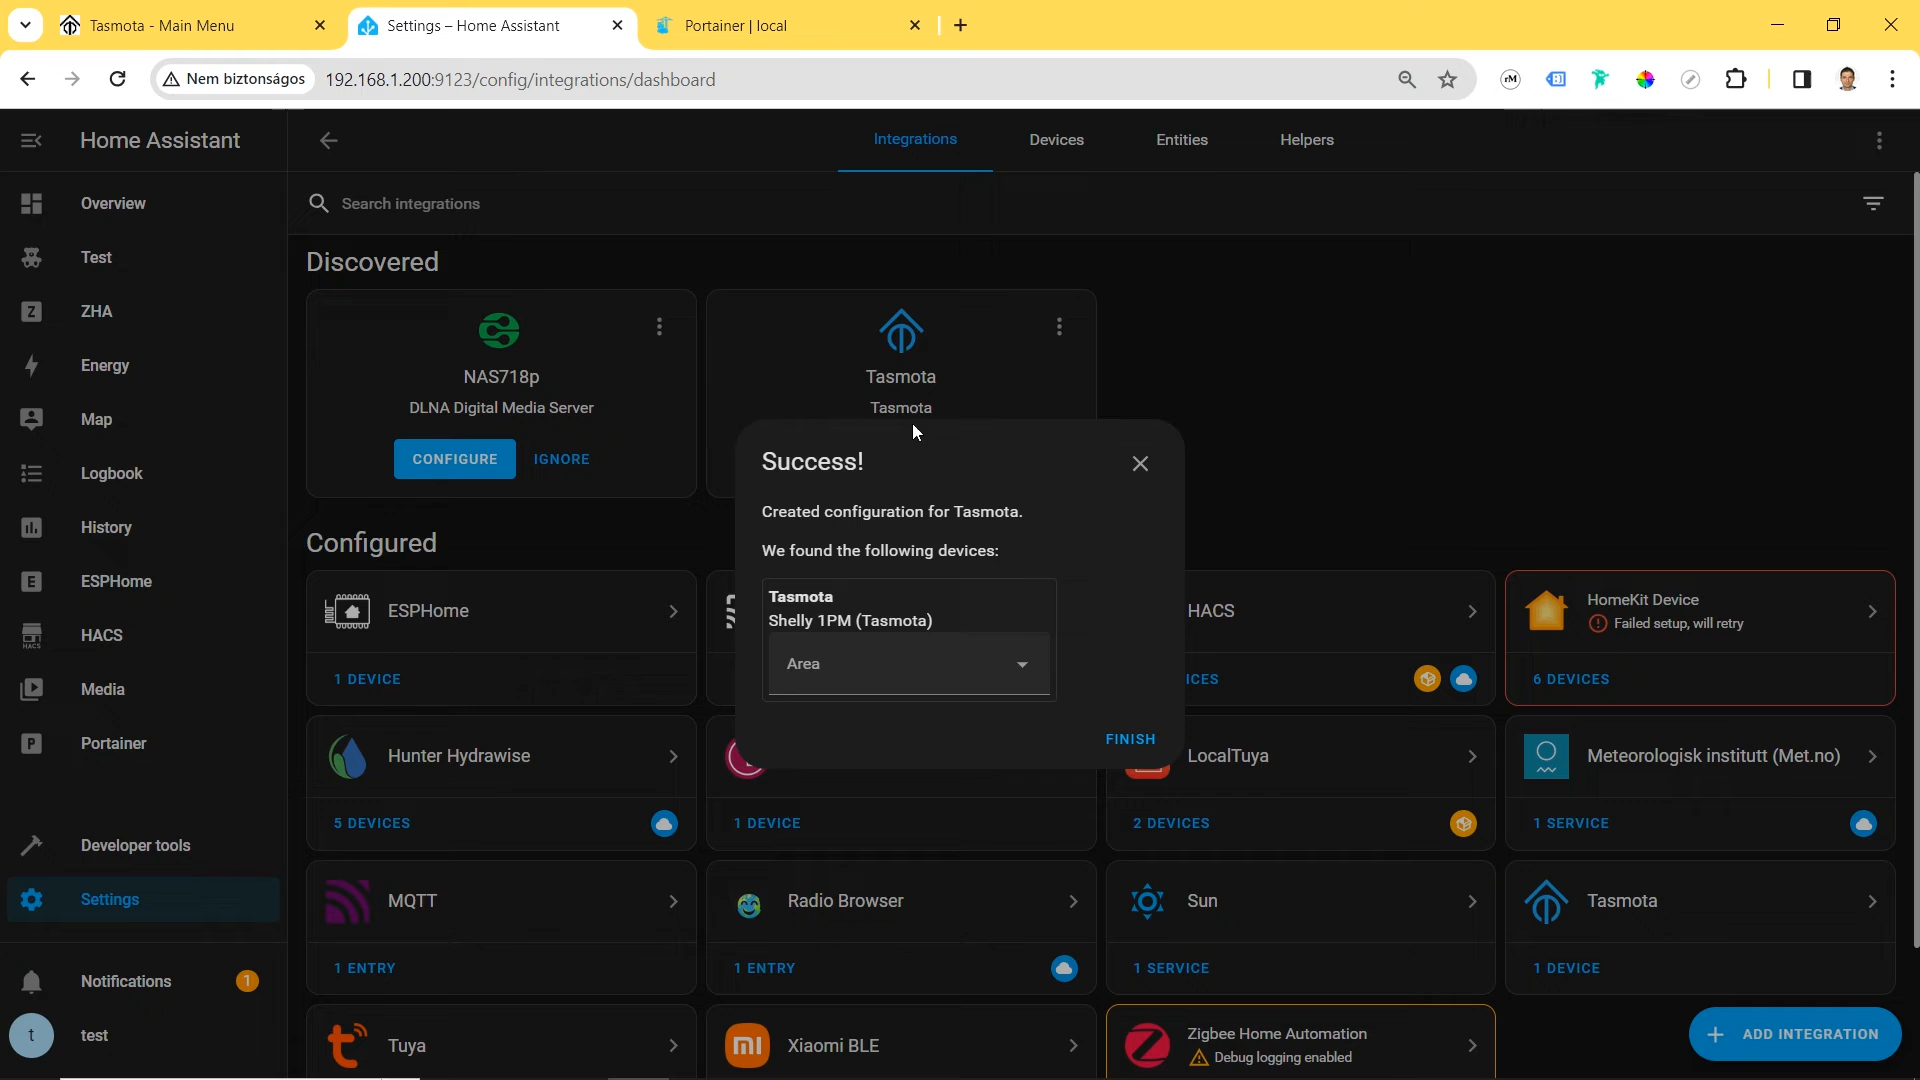 Tasmota - Main Menu
Settings – Home Assistant
Portainer | local
Nem biztonságos
192.168.1.200:9123/config/integrations/dashboard
rM
Home Assistant
Integrations
Devices
Entities
Helpers
Overview
Test
Z
ZHA
Energy
Map
Logbook
History
E
ESPHome
HACS
HACS
Media
P
Portainer
Developer tools
Settings
Notifications
1
t
test
Search integrations
Discovered
NAS718p
DLNA Digital Media Server
CONFIGURE
IGNORE
Tasmota
Tasmota
Success!
Created configuration for Tasmota.
We found the following devices:
Tasmota
Shelly 1PM (Tasmota)
Area
FINISH
Configured
ESPHome
1 DEVICE
HACS
ICES
HomeKit Device
Failed setup, will retry
6 DEVICES
Hunter Hydrawise
5 DEVICES
1 DEVICE
LocalTuya
2 DEVICES
Meteorologisk institutt (Met.no)
1 SERVICE
MQTT
1 ENTRY
Radio Browser
1 ENTRY
Sun
1 SERVICE
Tasmota
1 DEVICE
Tuya
mi
Xiaomi BLE
Zigbee Home Automation
Debug logging enabled
ADD INTEGRATION